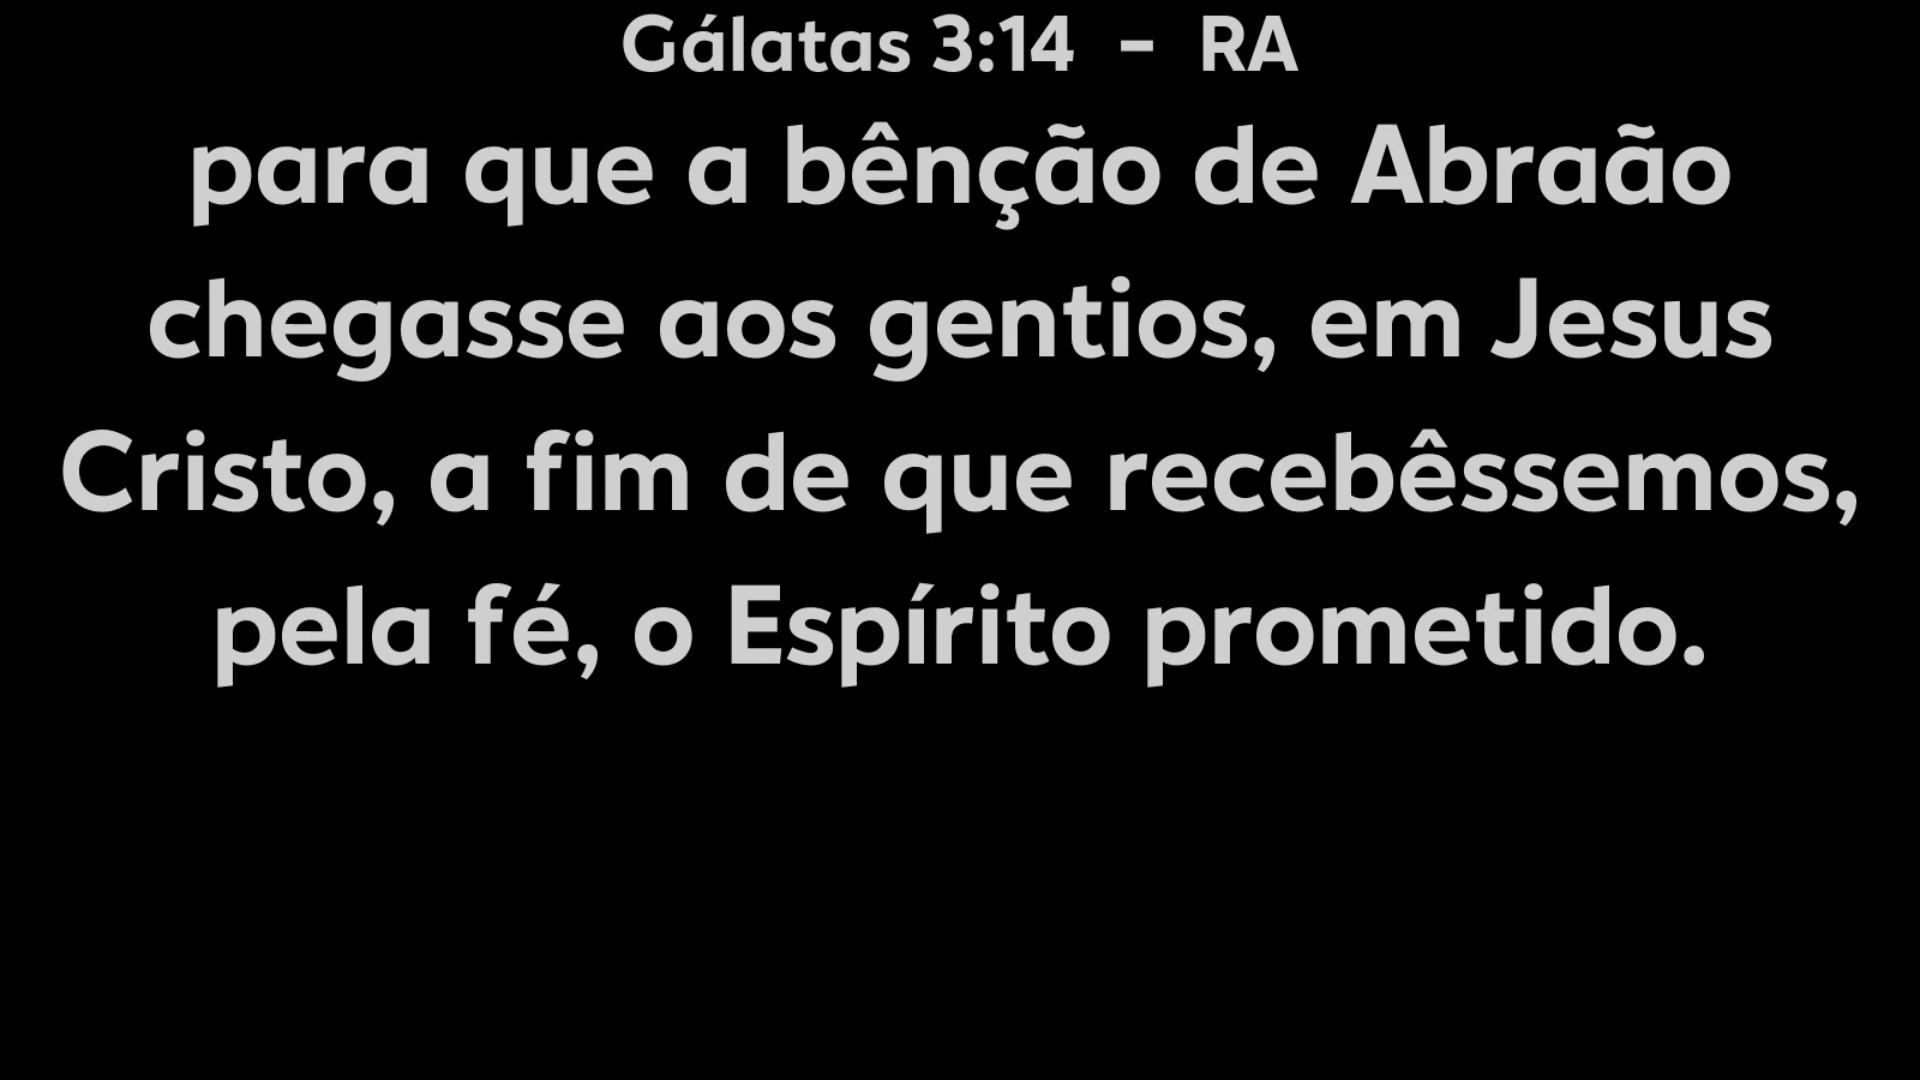 Gálatas 3:14 - RA
para que a bênção de Abraão
chegasse aos gentios, em Jesus
Cristo, a fim de que recebêssemos,
pela fé, o Espírito prometido.